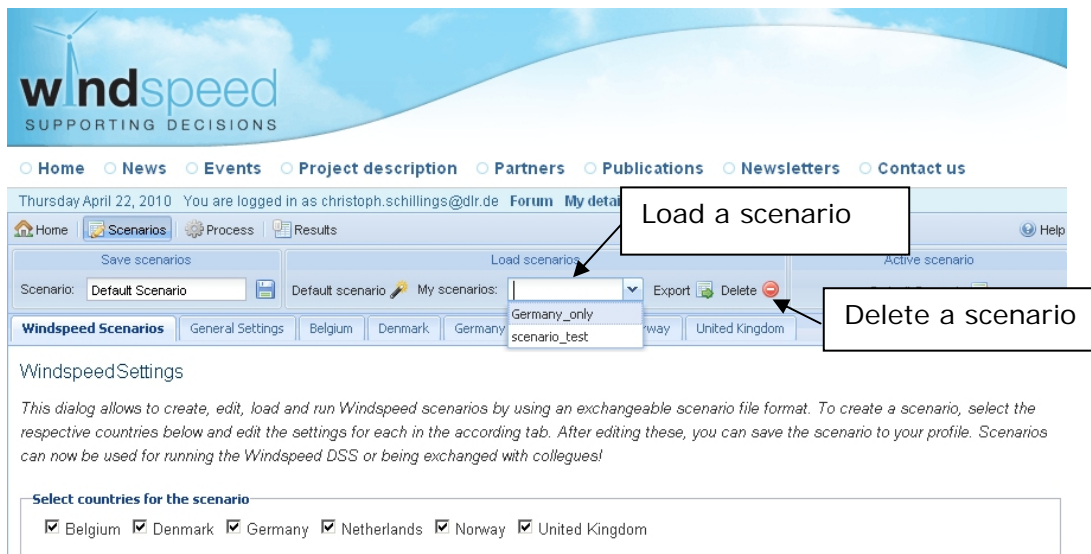 windspeed
SUPPORTING DECISIONS
Home News Events Project description Partners Publications Newsletters Contact us
Thursday April 22, 2010 You are logged in as christoph.schillings@dlr.de Forum My detai
Load a scenario
Home Scenarios Process Results Help
Save scenarios Load scenarios Active scenario
Scenario: Default Scenario Default scenario My scenarios: Export Delete
Delete a scenario
Germany_only
scenario_test
Windspeed Scenarios General Settings Belgium Denmark Germany way United Kingdom
WindspeedSettings
This dialog allows to create, edit, load and run Windspeed scenarios by using an exchangeable scenario file format. To create a scenario, select the
respective countries below and edit the settings for each in the according tab. After editing these, you can save the scenario to your profile. Scenarios
can now be used for running the Windspeed DSS or being exchanged with collegues!
Select countries for the scenario
Belgium Denmark Germany Netherlands Norway United Kingdom